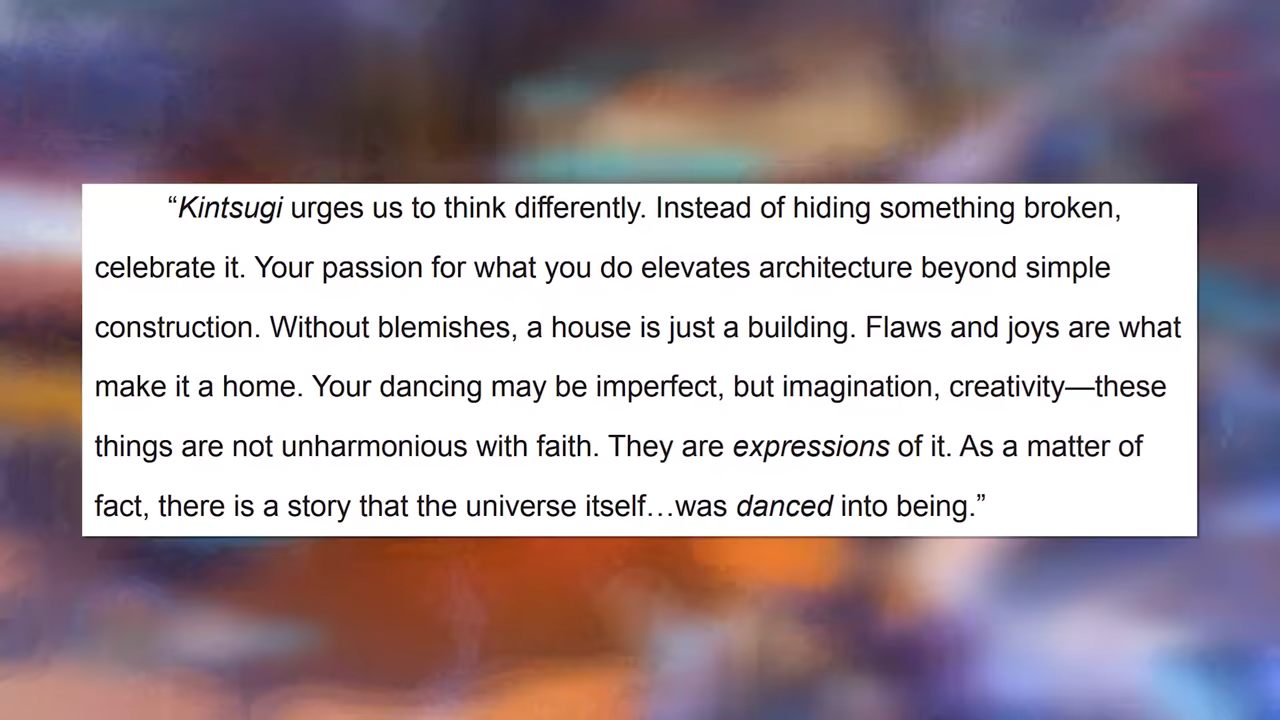 “Kintsugi urges us to think differently. Instead of hiding something broken,
celebrate it. Your passion for what you do elevates architecture beyond simple
construction. Without blemishes, a house is just a building. Flaws and joys are what
make it a home. Your dancing may be imperfect, but imagination, creativity—these
things are not unharmonious with faith. They are expressions of it. As a matter of
fact, there is a story that the universe itself…was danced into being.”